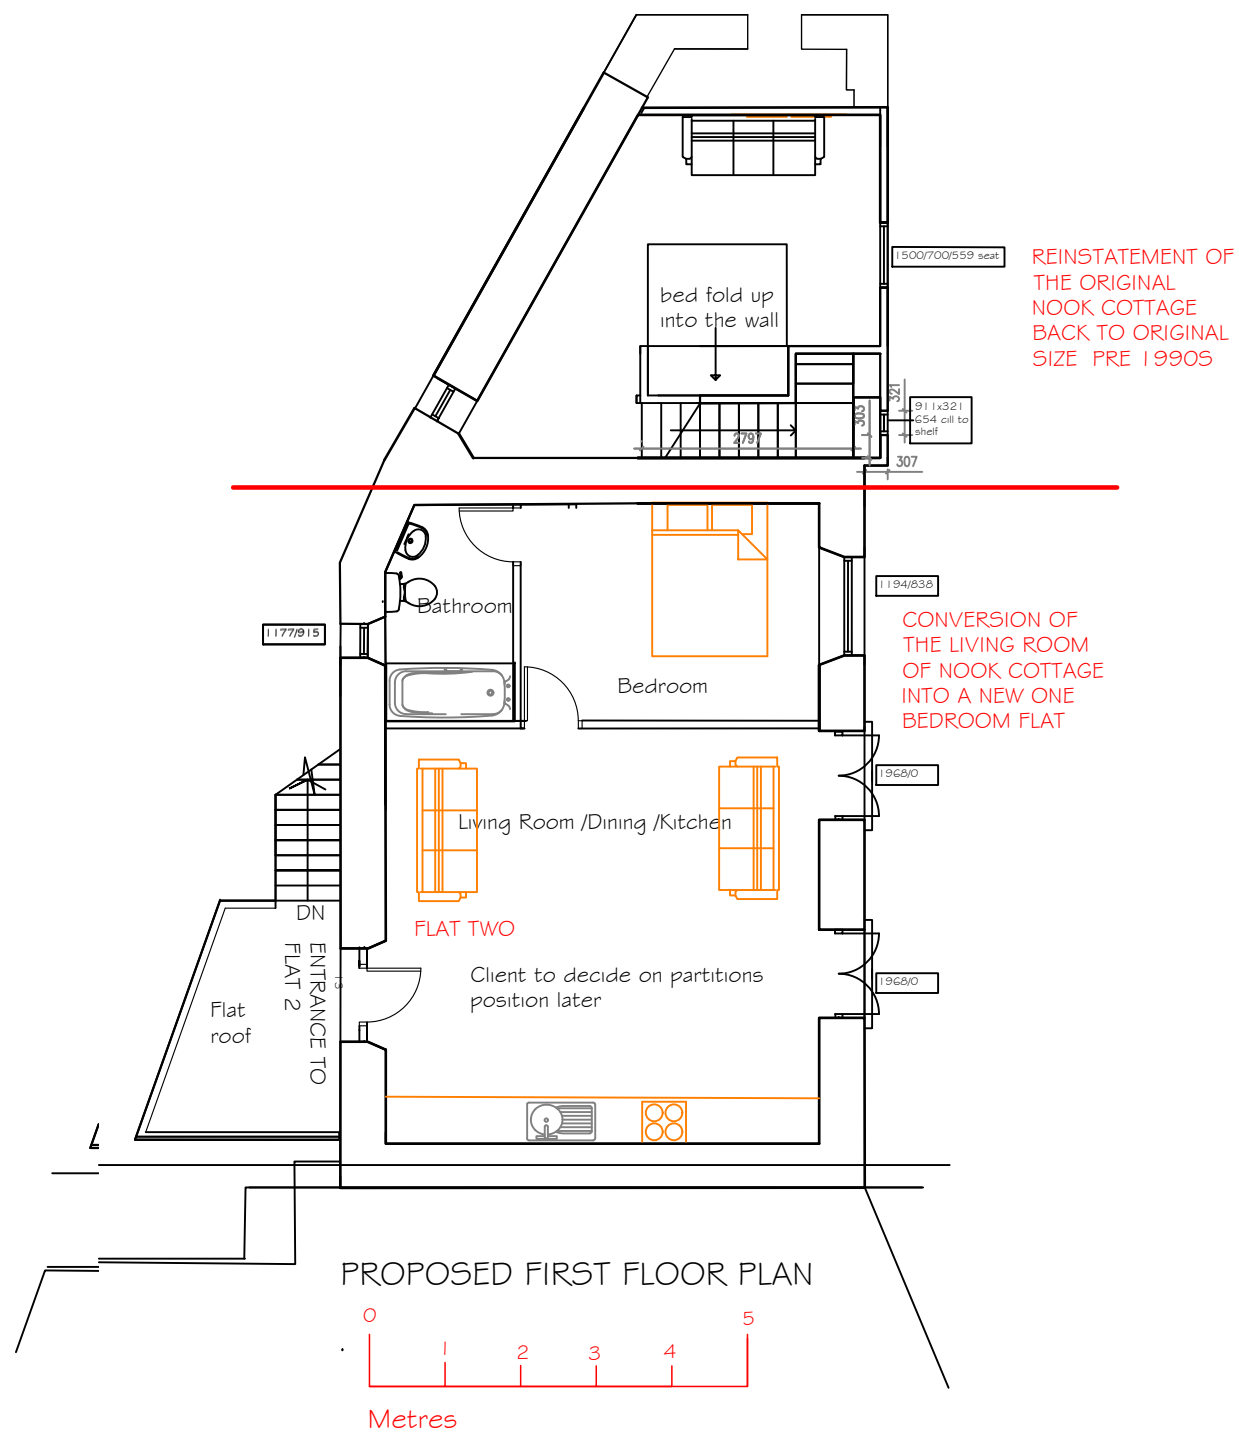 1500/700/559 seat
REINSTATEMENT OF
THE ORIGINAL
NOOK COTTAGE
BACK TO ORIGINAL
SIZE PRE 1990S
bed fold up
into the wall
321
911x321
654 cill to
shelf
303
2797
307
1194/838
CONVERSION OF
THE LIVING ROOM
OF NOOK COTTAGE
INTO A NEW ONE
BEDROOM FLAT
Bathroom
1177/915
Bedroom
1968/0
Living Room /Dining /Kitchen
DN
FLAT TWO
ENTRANCE TO
FLAT 2
13
Client to decide on partitions
position later
1968/0
Flat
roof
PROPOSED FIRST FLOOR PLAN
0 1 2 3 4 5
Metres